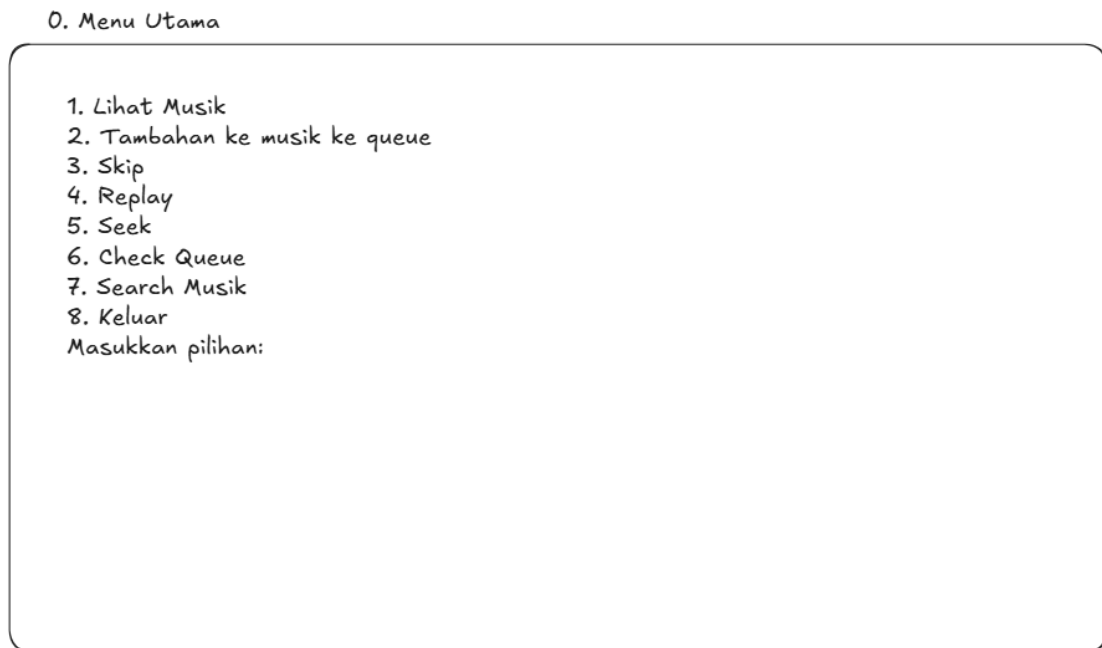 0. Menu Utama
1. Lihat Musik
2. Tambahan ke musik ke queue
3. Skip
4. Replay
5. Seek
6. Check Queue
7. Search Musik
8. Keluar
Masukkan pilihan: